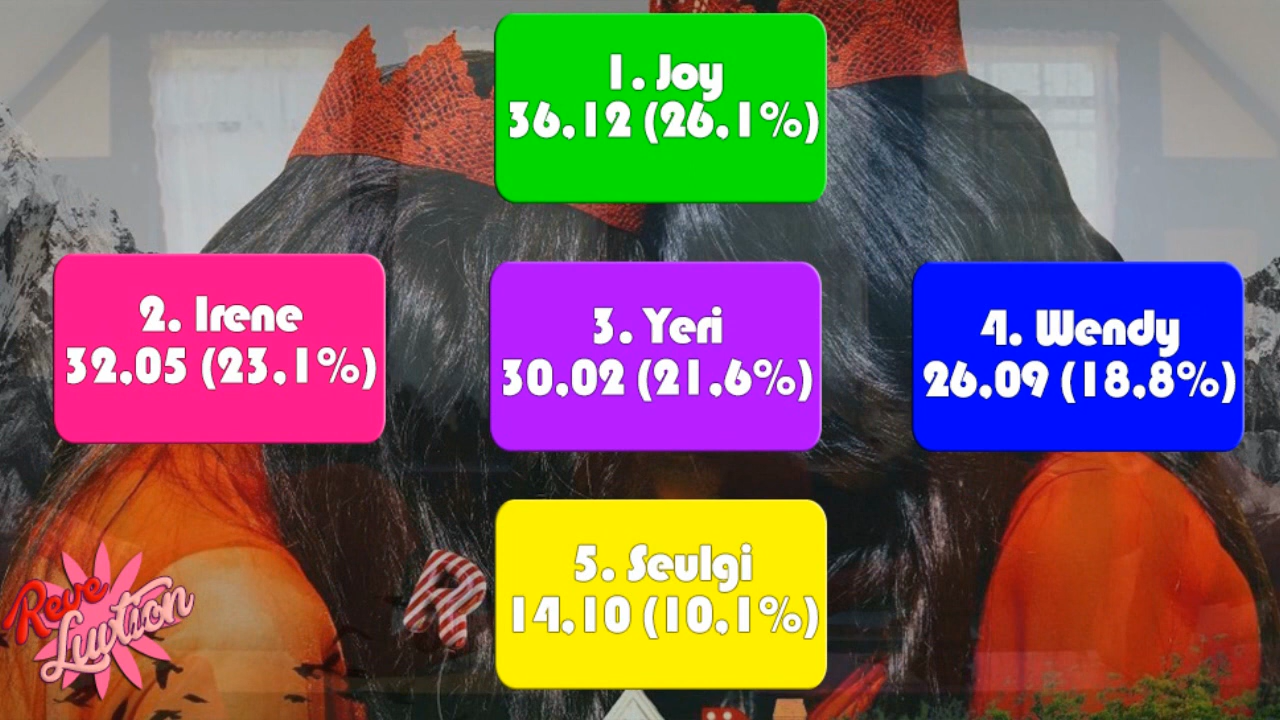 1. Joy
36.12 (26.1%)
2. Irene
32.05 (23.1%)
3. Yeri
30.02 (21.6%)
4. Wendy
26.09 (18.8%)
5. Seulgi
14.10 (10.1%)
Reve
Luvtion
R